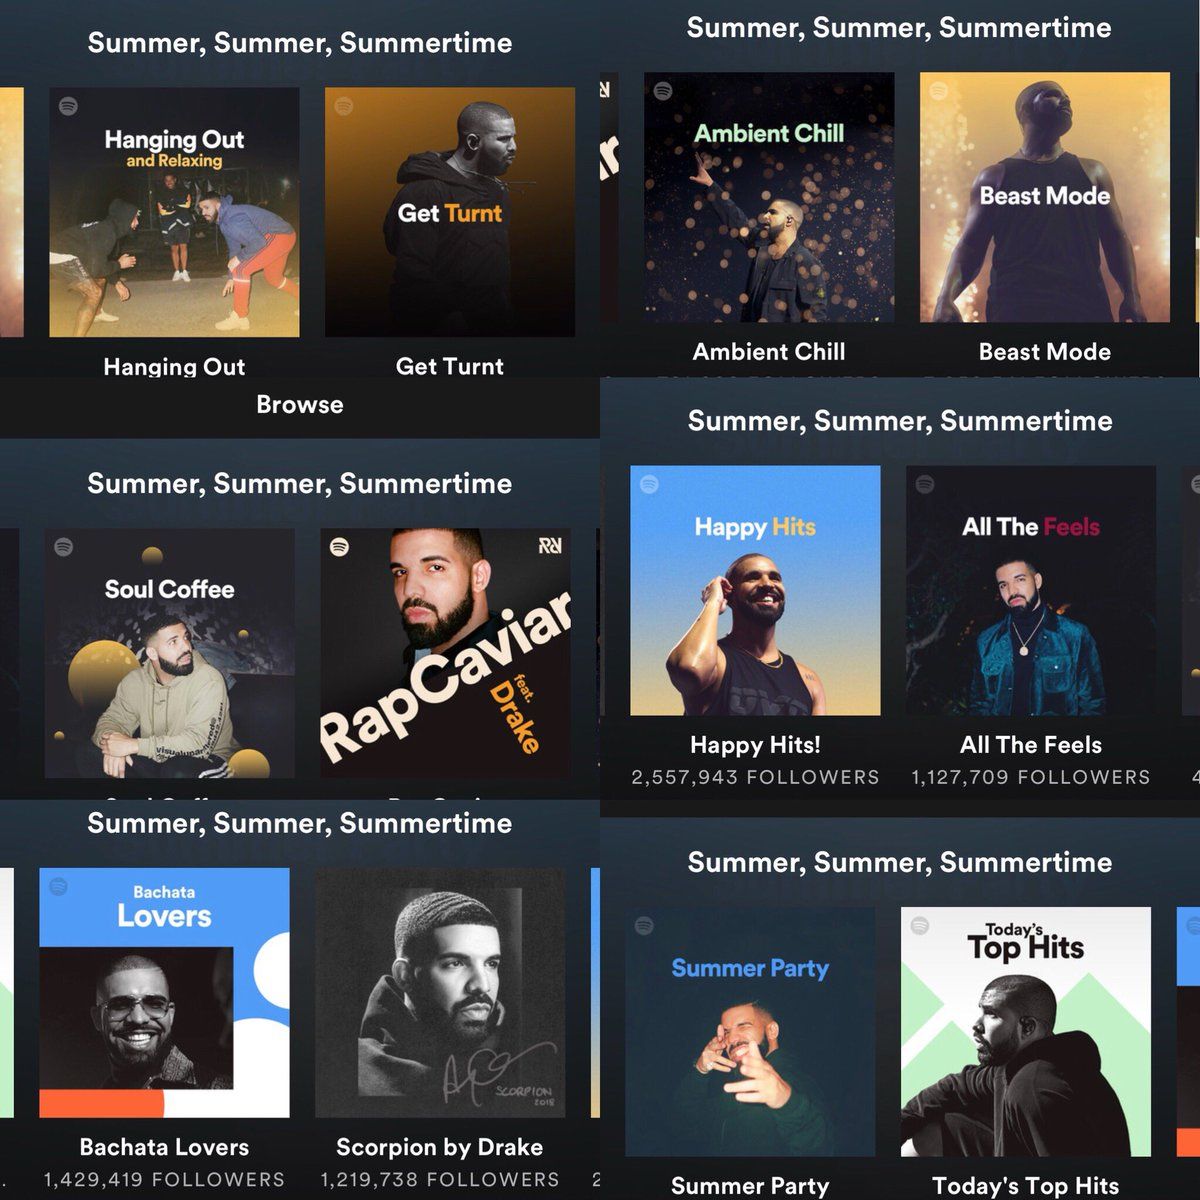 Summer, Summer, Summertime
Hanging Out
and Relaxing
Get Turnt
Hanging Out
Get Turnt
Summer, Summer, Summertime
Ambient Chill
Beast Mode
Ambient Chill
Beast Mode
Browse
Summer, Summer, Summertime
Soul Coffee
RapCaviar
feat.
Drake
Summer, Summer, Summertime
Happy Hits
All The Feels
Happy Hits!
All The Feels
2,557,943 FOLLOWERS
1,127,709 FOLLOWERS
Summer, Summer, Summertime
Bachata
Lovers
SCORPION
2018
Bachata Lovers
Scorpion by Drake
1,429,419 FOLLOWERS
1,219,738 FOLLOWERS
Summer, Summer, Summertime
Summer Party
Today's
Top Hits
Summer Party
Today's Top Hits